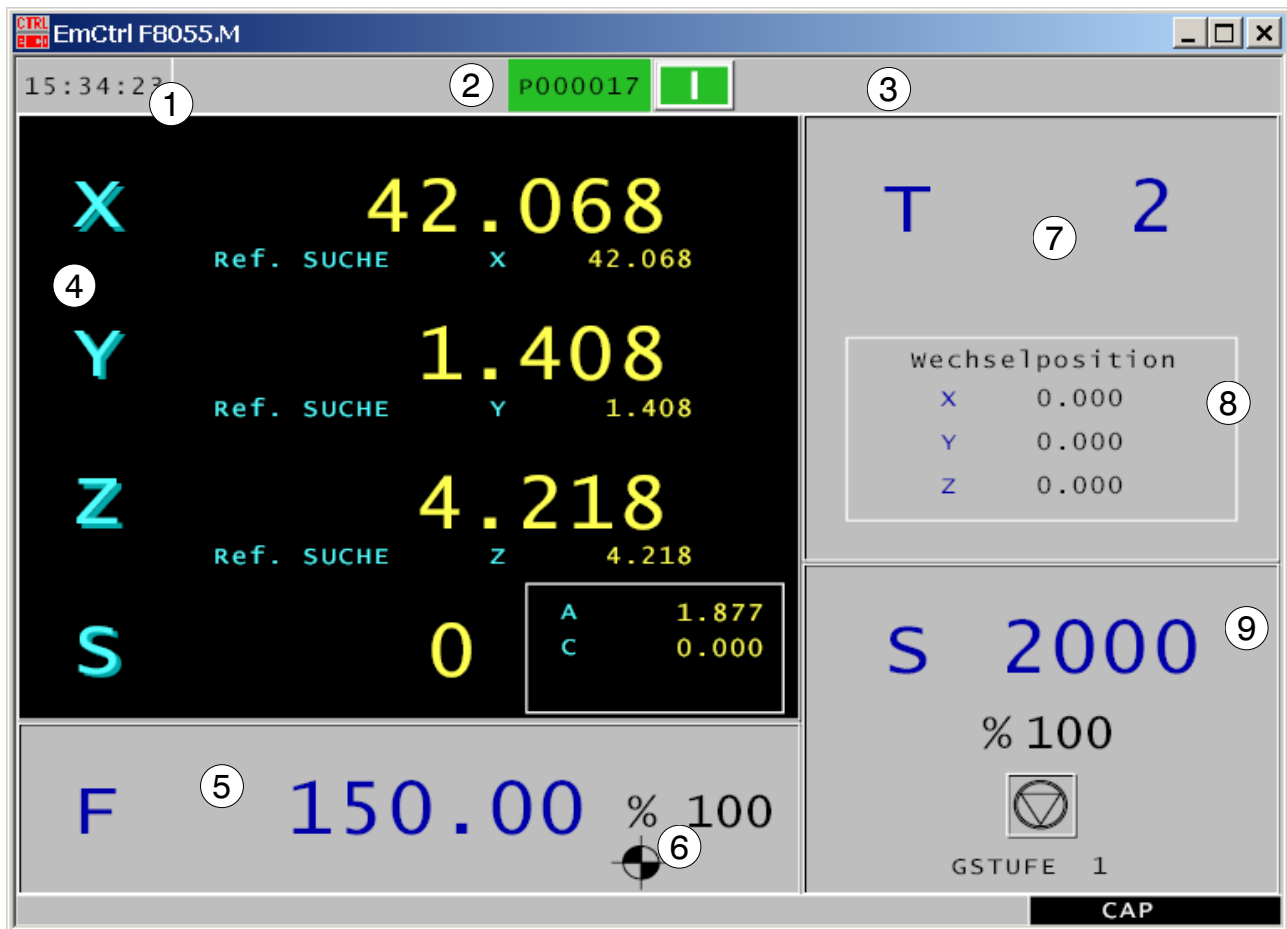 CTRL
EmCtrl F8055.M
15:34:23
1
2
P000017
3
X 42.068
Ref. SUCHE X 42.068
4
Y 1.408
Ref. SUCHE Y 1.408
Z 4.218
Ref. SUCHE Z 4.218
S 0
A 1.877
C 0.000
F 5 150.00 % 100
6
T 2
7
Wechselposition
X 0.000
8
Y 0.000
Z 0.000
S 2000 9
% 100
GSTUFE 1
CAP